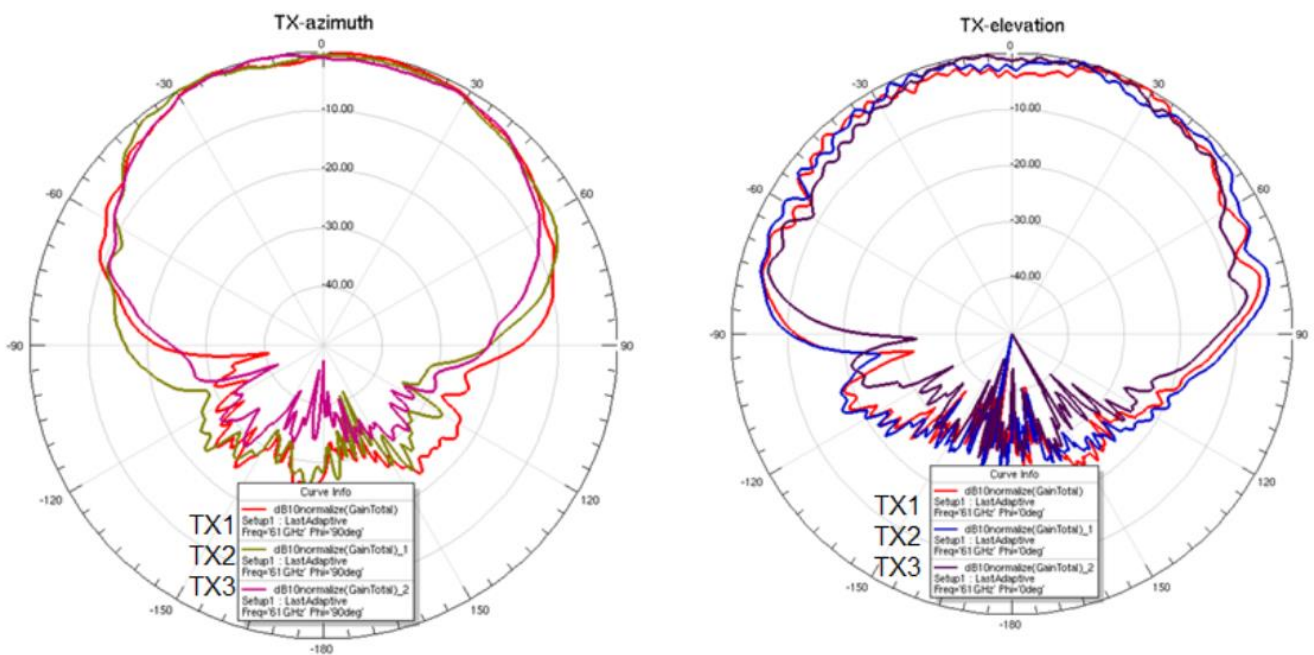 TX-azimuth
0
-30
30
-10.00
-20.00
-60
60
-30.00
-40.00
-90
90
-120
120
-150
150
-180
Curve Info
TX1
dB10normalize(GainTotal)
Setup1 : LastAdaptive
Freq='61GHz' Phi='90deg'
TX2
dB10normalize(GainTotal)_1
Setup1 : LastAdaptive
Freq='61GHz' Phi='90deg'
TX3
dB10normalize(GainTotal)_2
Setup1 : LastAdaptive
Freq='61GHz' Phi='90deg'
TX-elevation
0
-30
30
-10.00
-20.00
-60
60
-30.00
-40.00
-90
90
-120
120
-150
150
-180
Curve Info
TX1
dB10normalize(GainTotal)
Setup1 : LastAdaptive
Freq='61GHz' Phi='0deg'
TX2
dB10normalize(GainTotal)_1
Setup1 : LastAdaptive
Freq='61GHz' Phi='0deg'
TX3
dB10normalize(GainTotal)_2
Setup1 : LastAdaptive
Freq='61GHz' Phi='0deg'